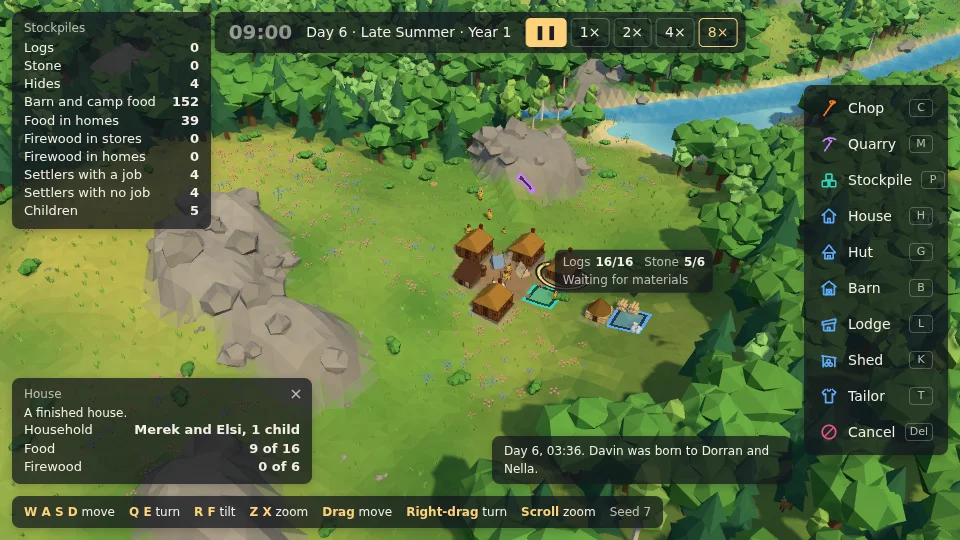 Stockpiles
Logs 0
Stone 0
Hides 4
Barn and camp food 152
Food in homes 39
Firewood in stores 0
Firewood in homes 0
Settlers with a job 4
Settlers with no job 4
Children 5
09:00 Day 6 · Late Summer · Year 1 1× 2× 4× 8×
Chop C
Quarry M
Stockpile P
House H
Hut G
Barn B
Lodge L
Shed K
Tailor T
Cancel Del
Logs 16/16 Stone 5/6
Waiting for materials
House ×
A finished house.
Household Merek and Elsi, 1 child
Food 9 of 16
Firewood 0 of 6
Day 6, 03:36. Davin was born to Dorran and
Nella.
W A S D move Q E turn R F tilt Z X zoom Drag move Right-drag turn Scroll zoom Seed 7